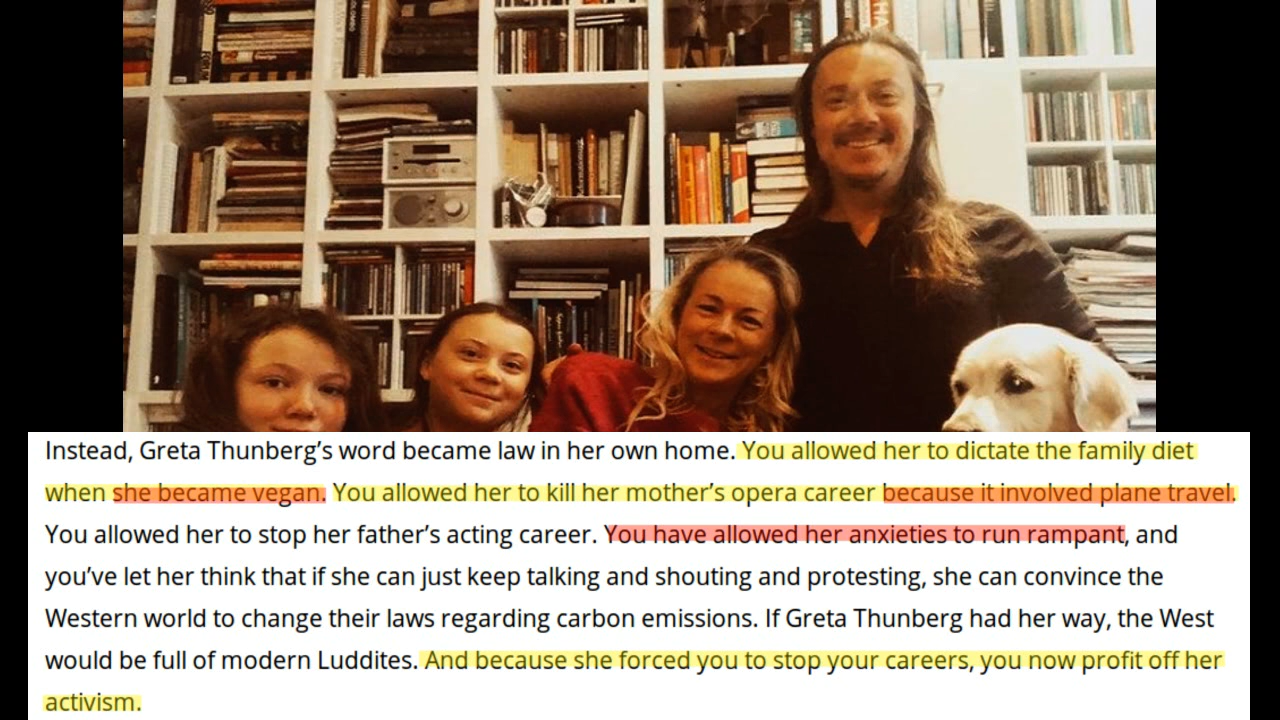 Instead, Greta Thunberg’s word became law in her own home. You allowed her to dictate the family diet
when she became vegan. You allowed her to kill her mother’s opera career because it involved plane travel.
You allowed her to stop her father’s acting career. You have allowed her anxieties to run rampant, and
you’ve let her think that if she can just keep talking and shouting and protesting, she can convince the
Western world to change their laws regarding carbon emissions. If Greta Thunberg had her way, the West
would be full of modern Luddites. And because she forced you to stop your careers, you now profit off her
activism.